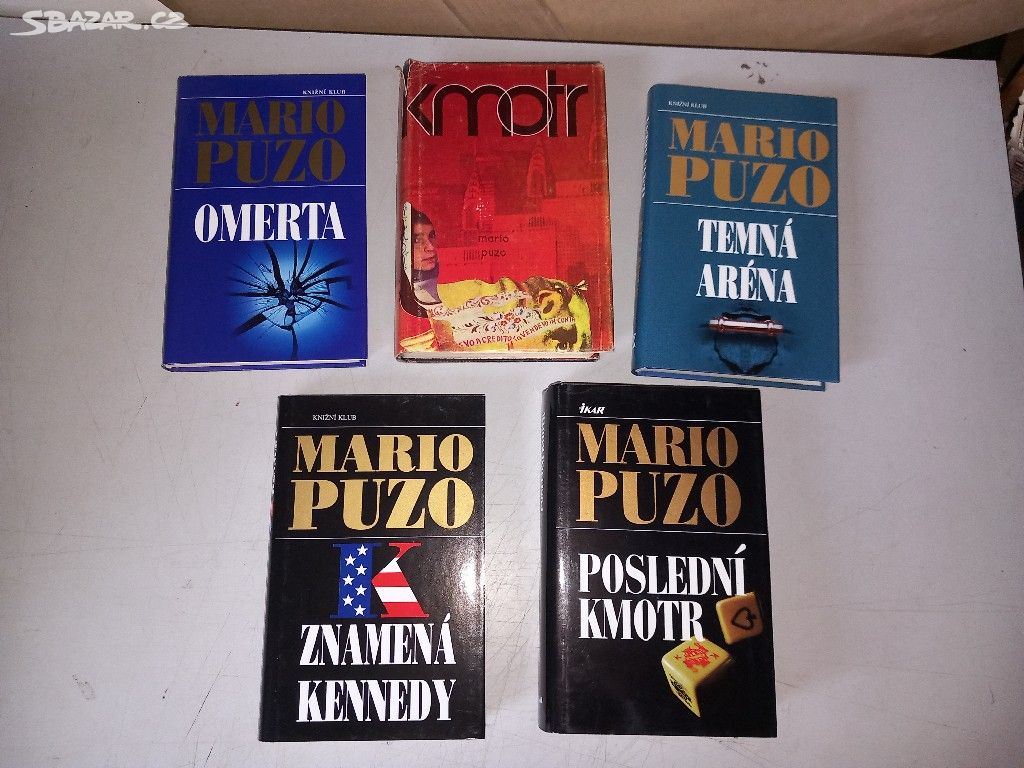 SBAZAR.CZ
KNIŽNÍ KLUB
MARIO
PUZO
OMERTA
kmotr
mario
puzo
KNIŽNÍ KLUB
MARIO
PUZO
TEMNÁ
ARÉNA
KNIŽNÍ KLUB
MARIO
PUZO
K
ZNAMENÁ
KENNEDY
IKAR
MARIO
PUZO
POSLEDNÍ
KMOTR